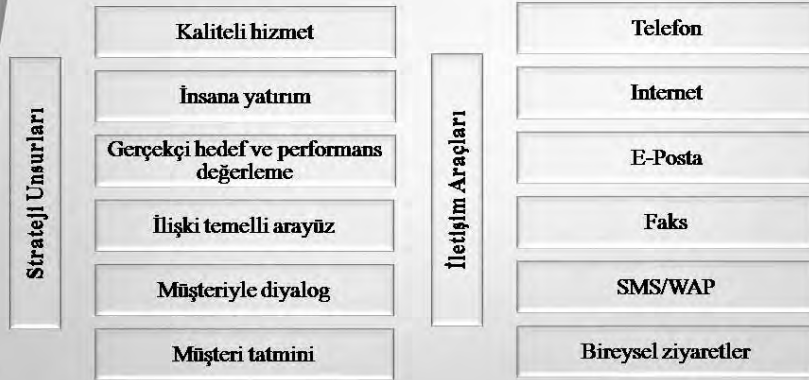 Strateji Unsurları
Kaliteli hizmet
İnsana yatırım
Gerçekçi hedef ve performans
değerleme
İlişki temelli arayüz
Müşteriyle diyalog
Müşteri tatmini
İletişim Araçları
Telefon
Internet
E-Posta
Faks
SMS/WAP
Bireysel ziyaretler